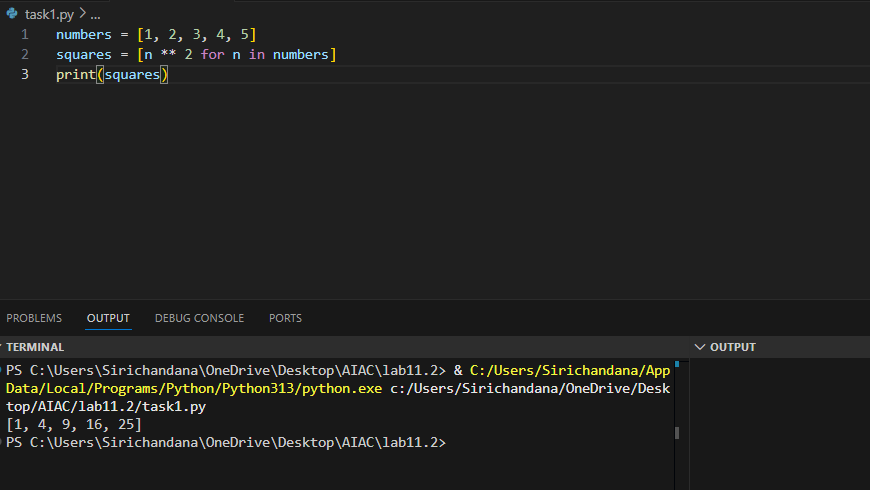 task1.py > ...
1 numbers = [1, 2, 3, 4, 5]
2 squares = [n ** 2 for n in numbers]
3 print(squares)
PROBLEMS OUTPUT DEBUG CONSOLE PORTS
TERMINAL
PS C:\Users\Sirichandana\OneDrive\Desktop\AIAC\lab11.2> & C:/Users/Sirichandana/App
Data/Local/Programs/Python/Python313/python.exe c:/Users/Sirichandana/OneDrive/Desk
top/AIAC/lab11.2/task1.py
[1, 4, 9, 16, 25]
PS C:\Users\Sirichandana\OneDrive\Desktop\AIAC\lab11.2>
OUTPUT